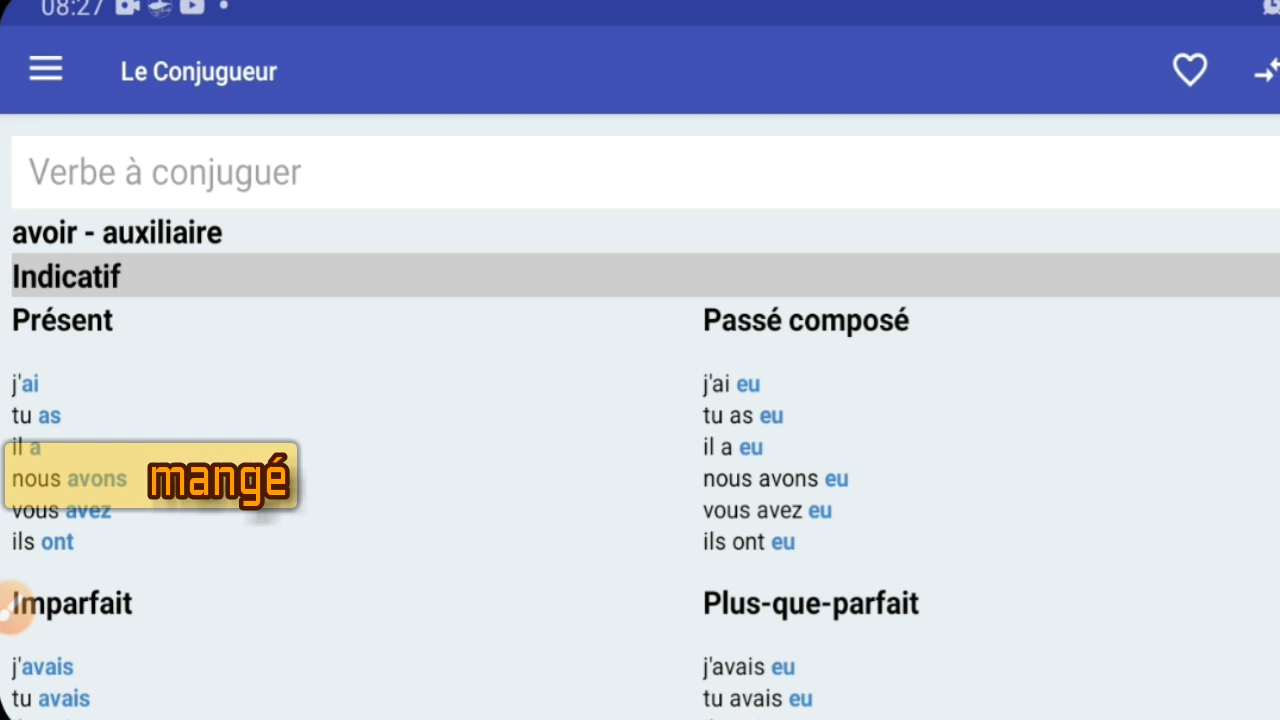 08:27
Le Conjugueur
Verbe à conjuguer
avoir - auxiliaire
Indicatif
Présent
j'ai
tu as
il a
nous avons mangé
vous avez
ils ont
Passé composé
j'ai eu
tu as eu
il a eu
nous avons eu
vous avez eu
ils ont eu
Imparfait
j'avais
tu avais
Plus-que-parfait
j'avais eu
tu avais eu